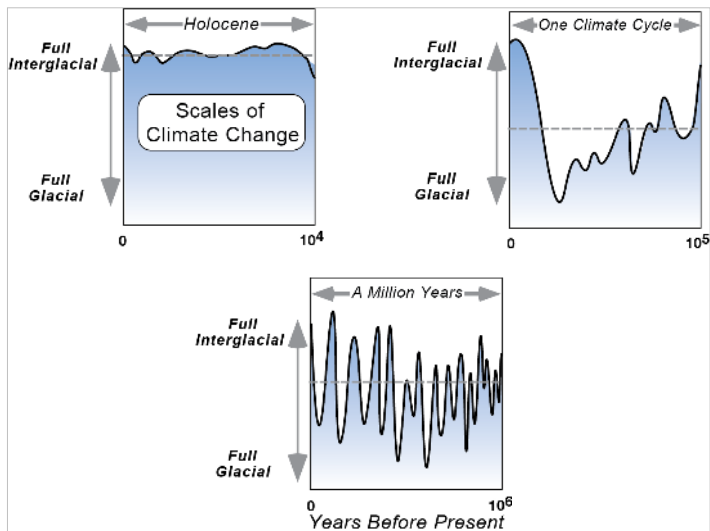 Holocene
Full
Interglacial
Scales of
Climate Change
Full
Glacial
0
10⁴
One Climate Cycle
Full
Interglacial
Full
Glacial
0
10⁵
A Million Years
Full
Interglacial
Full
Glacial
0
10⁶
Years Before Present